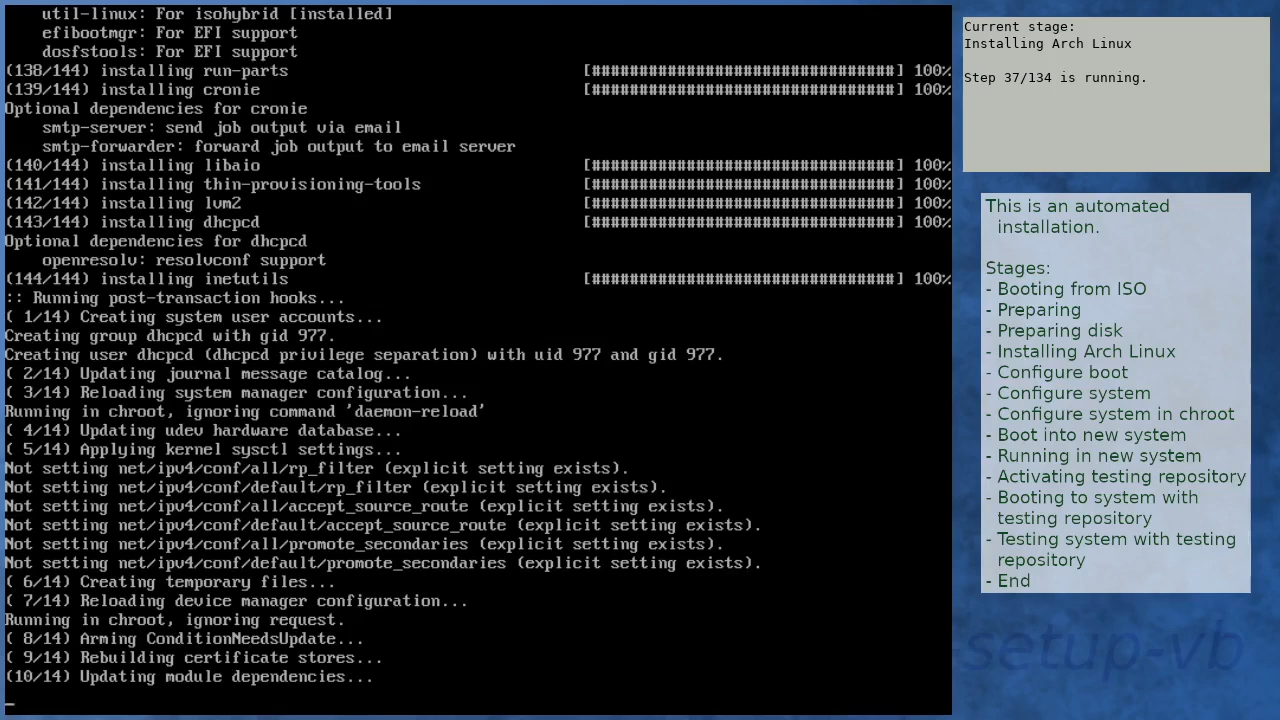 util-linux: For isohybrid [installed]
efibootmgr: For EFI support
dosfstools: For EFI support
(138/144) installing run-parts [################################] 100%
(139/144) installing cronie [################################] 100%
Optional dependencies for cronie
smtp-server: send job output via email
smtp-forwarder: forward job output to email server
(140/144) installing libaio [################################] 100%
(141/144) installing thin-provisioning-tools [################################] 100%
(142/144) installing lvm2 [################################] 100%
(143/144) installing dhcpcd [################################] 100%
Optional dependencies for dhcpcd
openresolv: resolvconf support
(144/144) installing inetutils [################################] 100%
:: Running post-transaction hooks...
( 1/14) Creating system user accounts...
Creating group dhcpcd with gid 977.
Creating user dhcpcd (dhcpcd privilege separation) with uid 977 and gid 977.
( 2/14) Updating journal message catalog...
( 3/14) Reloading system manager configuration...
Running in chroot, ignoring command 'daemon-reload'
( 4/14) Updating udev hardware database...
( 5/14) Applying kernel sysctl settings...
Not setting net/ipv4/conf/all/rp_filter (explicit setting exists).
Not setting net/ipv4/conf/default/rp_filter (explicit setting exists).
Not setting net/ipv4/conf/all/accept_source_route (explicit setting exists).
Not setting net/ipv4/conf/default/accept_source_route (explicit setting exists).
Not setting net/ipv4/conf/all/promote_secondaries (explicit setting exists).
Not setting net/ipv4/conf/default/promote_secondaries (explicit setting exists).
( 6/14) Creating temporary files...
( 7/14) Reloading device manager configuration...
Running in chroot, ignoring request.
( 8/14) Arming ConditionNeedsUpdate...
( 9/14) Rebuilding certificate stores...
(10/14) Updating module dependencies...
_
Current stage:
Installing Arch Linux
Step 37/134 is running.
This is an automated
installation.
Stages:
- Booting from ISO
- Preparing
- Preparing disk
- Installing Arch Linux
- Configure boot
- Configure system
- Configure system in chroot
- Boot into new system
- Running in new system
- Activating testing repository
- Booting to system with
testing repository
- Testing system with testing
repository
- End
-setup-vb